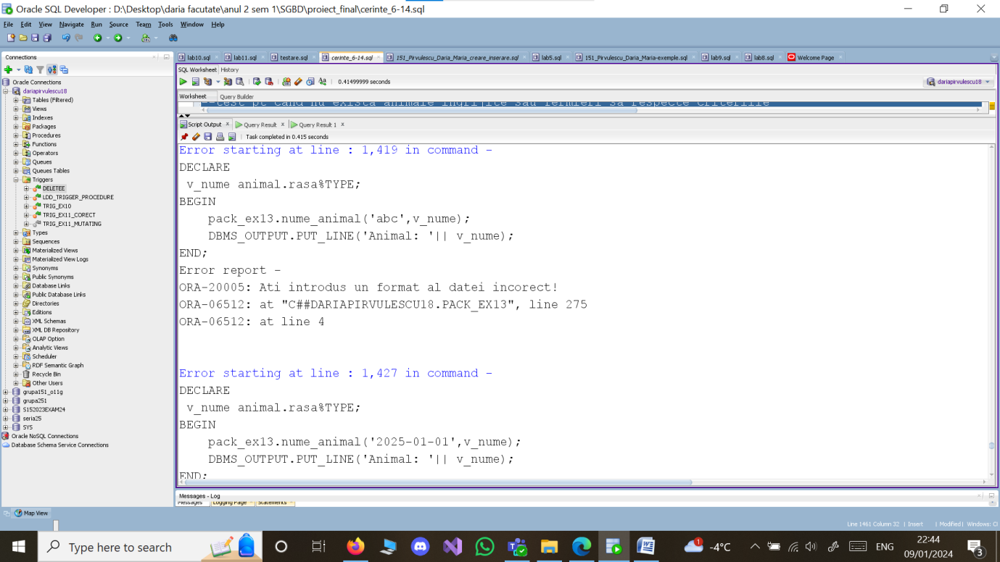 Oracle SQL Developer : D:\Desktop\daria facutate\anul 2 sem 1\SGBD\proiect_final\cerinte_6-14.sql
File Edit View Navigate Run Source Team Tools Window Help
Connections
Oracle Connections
dariapirvulescu18
Tables (Filtered)
Views
Indexes
Packages
Procedures
Functions
Operators
Queues
Queues Tables
Triggers
DELETEE
LDD_TRIGGER_PROCEDURE
TRIG_EX10
TRIG_EX11_CORECT
TRIG_EX11_MUTATING
Types
Sequences
Materialized Views
Materialized View Logs
Synonyms
Public Synonyms
Database Links
Public Database Links
Directories
Editions
XML Schemas
XML DB Repository
OLAP Option
Analytic Views
Scheduler
RDF Semantic Graph
Recycle Bin
Other Users
grupa151_o11g
grupa251
S152023EXAM24
seria25
SYS
Oracle NoSQL Connections
Database Schema Service Connections
lab10.sql lab11.sql testare.sql cerinte_6-14.sql 151_Pirvulescu_Daria_Maria_creare_inserare.sql lab5.sql 151_Pirvulescu_Daria_Maria-exemple.sql lab9.sql lab8.sql Welcome Page
SQL Worksheet History
0.41499999 seconds
dariapirvulescu18
Worksheet Query Builder
--test pt cand nu exista animale ingrijite sau fermieri sa respecte criteriile
Script Output Query Result Query Result 1
Task completed in 0.415 seconds
Error starting at line : 1,419 in command -
DECLARE
v_nume animal.rasa%TYPE;
BEGIN
pack_ex13.nume_animal('abc',v_nume);
DBMS_OUTPUT.PUT_LINE('Animal: '|| v_nume);
END;
Error report -
ORA-20005: Ati introdus un format al datei incorect!
ORA-06512: at "C##DARIAPIRVULESCU18.PACK_EX13", line 275
ORA-06512: at line 4
Error starting at line : 1,427 in command -
DECLARE
v_nume animal.rasa%TYPE;
BEGIN
pack_ex13.nume_animal('2025-01-01',v_nume);
DBMS_OUTPUT.PUT_LINE('Animal: '|| v_nume);
END;
Messages - Log
Messages Logging Page Statements
Map View
Line 1461 Column 32 | Insert | Modified | Windows: C
Type here to search
1
-4°C
ENG
22:44
09/01/2024
3